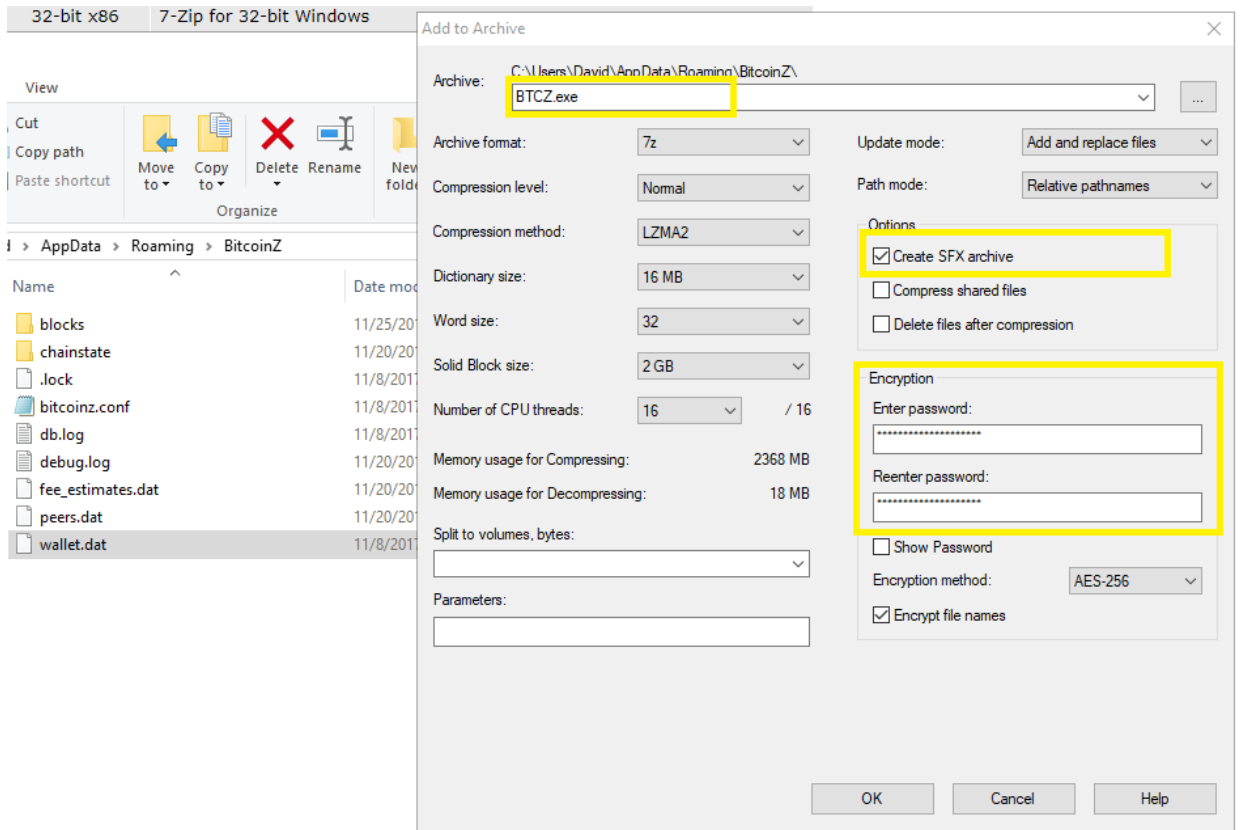 32-bit x86 7-Zip for 32-bit Windows
View
Cut
Copy path
Paste shortcut
Move to
Copy to
Delete
Rename
New
Organize
AppData > Roaming > BitcoinZ
Name
Date
blocks 11/25/20
chainstate 11/20/20
.lock 11/8/2017
bitcoinz.conf 11/8/2017
db.log 11/8/2017
debug.log 11/20/20
fee_estimates.dat 11/20/20
peers.dat 11/20/20
wallet.dat 11/8/2017
Add to Archive
Archive: C:\Users\David\AppData\Roaming\BitcoinZ\
BTCZ.exe
...
Archive format: 7z
Compression level: Normal
Compression method: LZMA2
Dictionary size: 16 MB
Word size: 32
Solid Block size: 2 GB
Number of CPU threads: 16 / 16
Memory usage for Compressing: 2368 MB
Memory usage for Decompressing: 18 MB
Split to volumes, bytes:
Parameters:
Update mode: Add and replace files
Path mode: Relative pathnames
Options
Create SFX archive
Compress shared files
Delete files after compression
Encryption
Enter password:
********************
Reenter password:
********************
Show Password
Encryption method: AES-256
Encrypt file names
OK
Cancel
Help